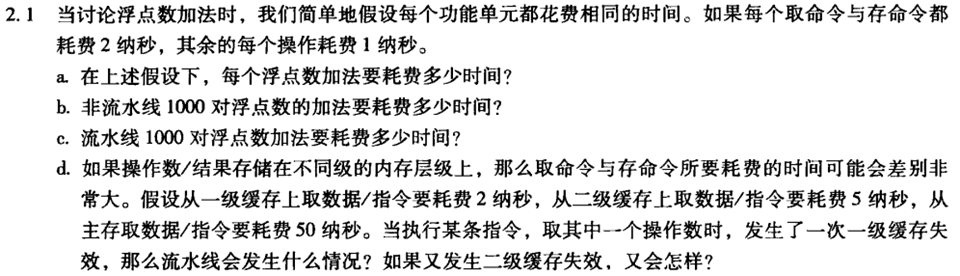 2.1 当讨论浮点数加法时，我们简单地假设每个功能单元都花费相同的时间。如果每个取命令与存命令都
耗费 2 纳秒，其余的每个操作耗费 1 纳秒。
a. 在上述假设下，每个浮点数加法要耗费多少时间？
b. 非流水线 1000 对浮点数的加法要耗费多少时间？
c. 流水线 1000 对浮点数加法要耗费多少时间？
d. 如果操作数/结果存储在不同级的内存层级上，那么取命令与存命令所要耗费的时间可能会差别非
常大。假设从一级缓存上取数据/指令要耗费 2 纳秒，从二级缓存上取数据/指令要耗费 5 纳秒，从
主存取数据/指令要耗费 50 纳秒。当执行某条指令，取其中一个操作数时，发生了一次一级缓存失
效，那么流水线会发生什么情况？如果又发生二级缓存失效，又会怎样？